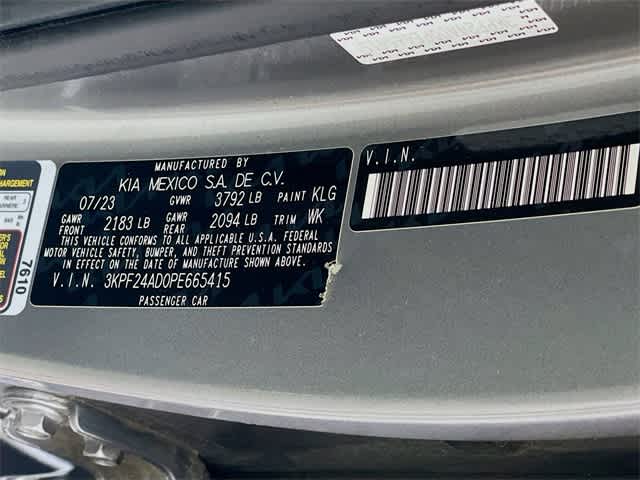 MANUFACTURED BY
KIA MEXICO S.A. DE C.V.
07/23 GVWR 3792 LB PAINT KLG
GAWR FRONT 2183 LB GAWR REAR 2094 LB TRIM WK
THIS VEHICLE CONFORMS TO ALL APPLICABLE U.S.A. FEDERAL
MOTOR VEHICLE SAFETY, BUMPER, AND THEFT PREVENTION STANDARDS
IN EFFECT ON THE DATE OF MANUFACTURE SHOWN ABOVE.
V.I.N. 3KPF24AD0PE665415
PASSENGER CAR
V.I.N.
7610